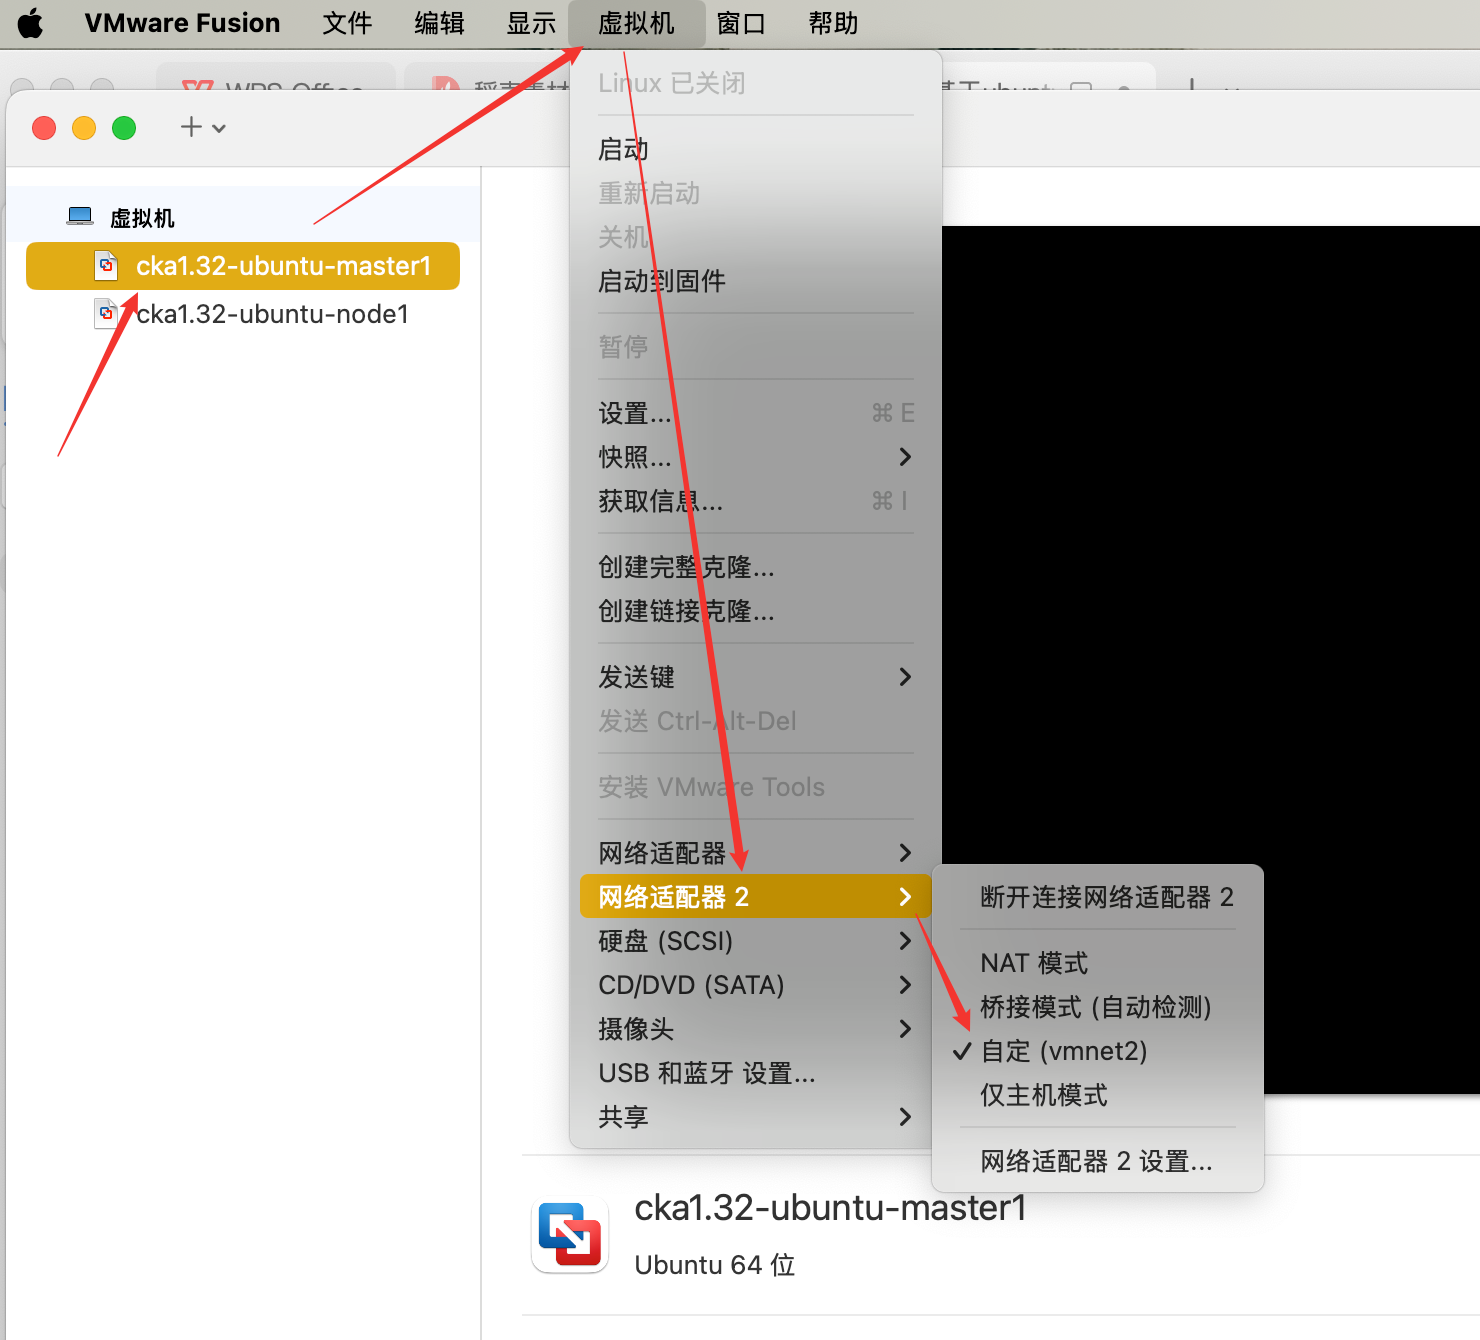 VMware Fusion 文件 编辑 显示 虚拟机 窗口 帮助
WPS Office
虚拟机
cka1.32-ubuntu-master1
cka1.32-ubuntu-node1
Linux 已关闭
启动
重新启动
关机
启动到固件
暂停
设置... ⌘ E
快照...
获取信息... ⌘ I
创建完整克隆...
创建链接克隆...
发送键
发送 Ctrl-Alt-Del
安装 VMware Tools
网络适配器
网络适配器 2
硬盘 (SCSI)
CD/DVD (SATA)
摄像头
USB 和蓝牙 设置...
共享
断开连接网络适配器 2
NAT 模式
桥接模式 (自动检测)
自定 (vmnet2)
仅主机模式
网络适配器 2 设置...
cka1.32-ubuntu-master1
Ubuntu 64 位